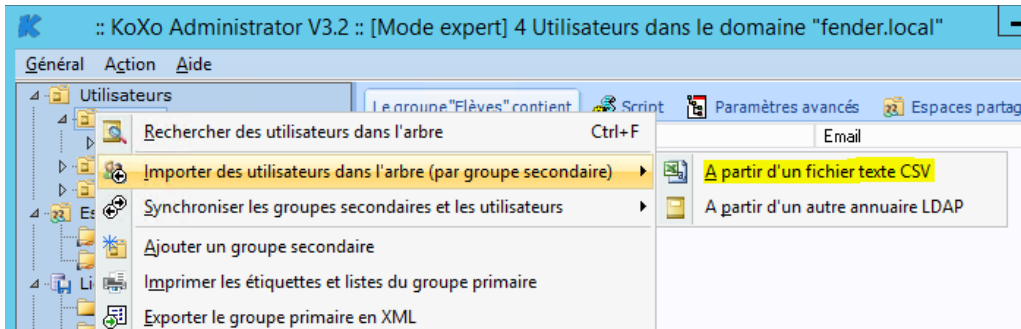 :: KoXo Administrator V3.2 :: [Mode expert] 4 Utilisateurs dans le domaine "fender.local"
Général Action Aide
Utilisateurs
Le groupe "Elèves" contient
Script
Paramètres avancés
Espaces partag
Email
Rechercher des utilisateurs dans l'arbre Ctrl+F
Importer des utilisateurs dans l'arbre (par groupe secondaire)
A partir d'un fichier texte CSV
Synchroniser les groupes secondaires et les utilisateurs
A partir d'un autre annuaire LDAP
Es
Ajouter un groupe secondaire
Imprimer les étiquettes et listes du groupe primaire
Li
Exporter le groupe primaire en XML